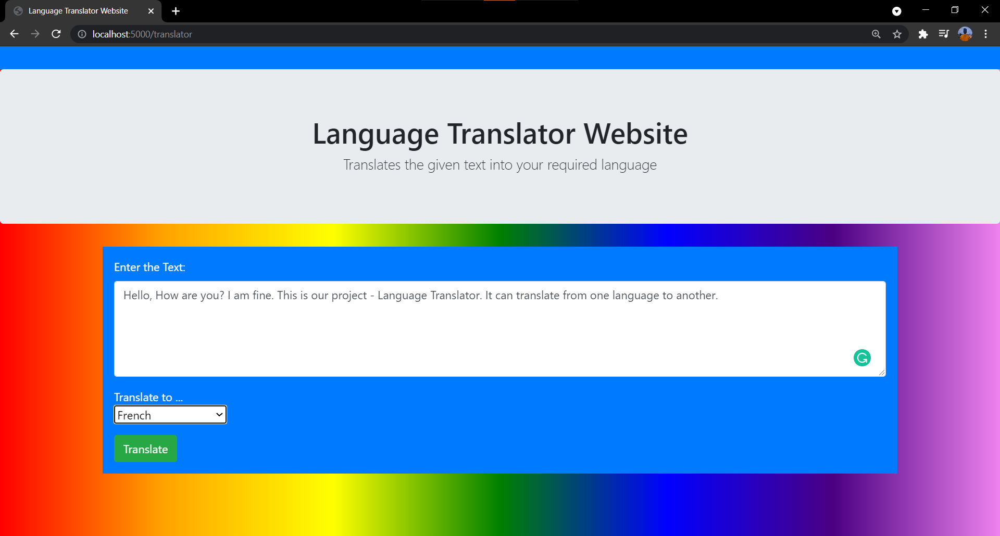 Language Translator Website
localhost:5000/translator
Language Translator Website
Translates the given text into your required language
Enter the Text:
Hello, How are you? I am fine. This is our project - Language Translator. It can translate from one language to another.
Translate to ...
French
Translate